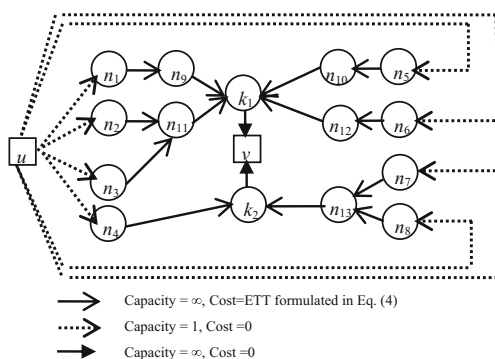 n1 n9 n10 n5
k1
n2 n11 n12 n6
u v
n3 n7
n4 k2 n13 n8
Capacity = ∞, Cost=ETT formulated in Eq. (4)
Capacity = 1, Cost =0
Capacity = ∞, Cost =0